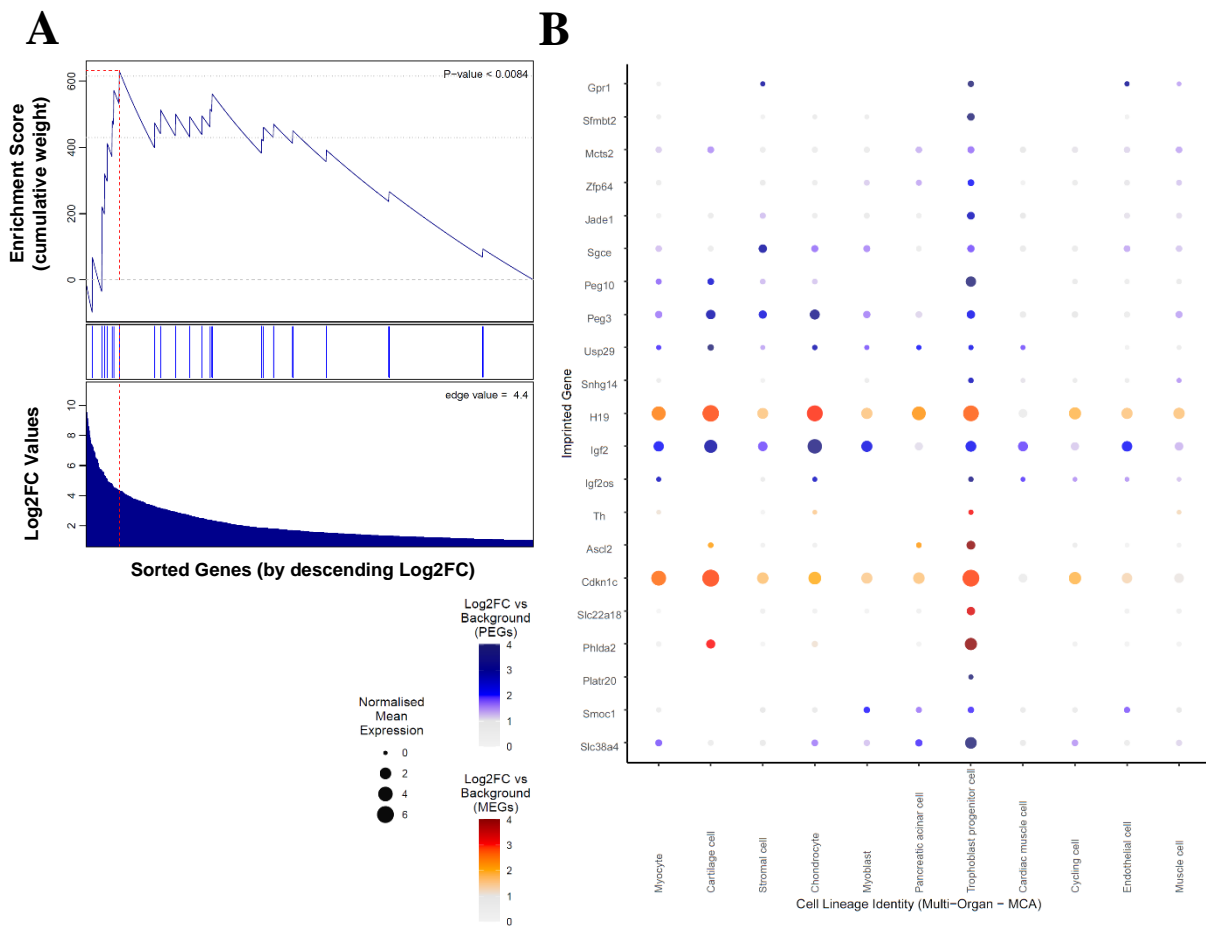 A
P-value < 0.0084
Enrichment Score
(cumulative weight)
600
400
200
0
edge value = 4.4
Log2FC Values
10
8
6
4
2
Sorted Genes (by descending Log2FC)
Log2FC vs
Background
(PEGs)
4
3
2
1
0
Normalised
Mean
Expression
0
2
4
6
Log2FC vs
Background
(MEGs)
4
3
2
1
0
B
Imprinted Gene
Gpr1
Sfmbt2
Mcts2
Zfp64
Jade1
Sgce
Peg10
Peg3
Usp29
Snhg14
H19
Igf2
Igf2os
Th
Ascl2
Cdkn1c
Slc22a18
Phlda2
Platr20
Smoc1
Slc38a4
Myocyte
Cartilage cell
Stromal cell
Chondrocyte
Myoblast
Pancreatic acinar cell
Trophoblast progenitor cell
Cardiac muscle cell
Cycling cell
Endothelial cell
Muscle cell
Cell Lineage Identity (Multi−Organ − MCA)